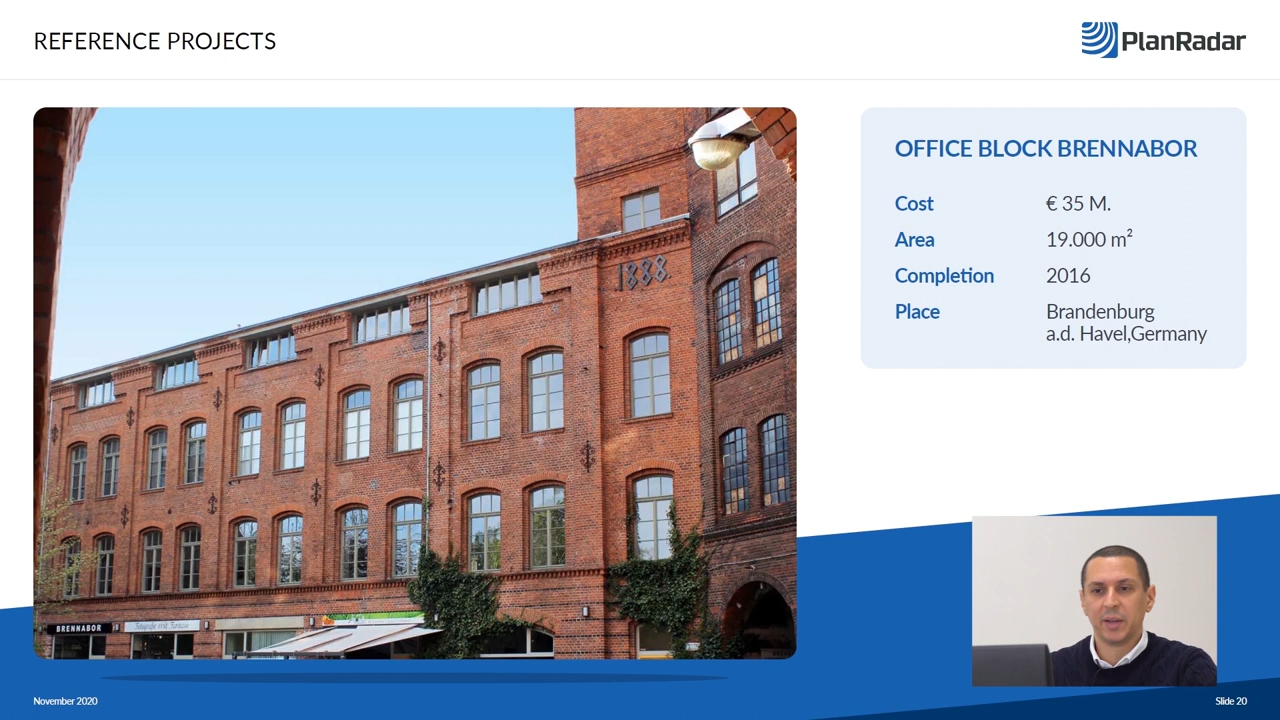 REFERENCE PROJECTS
PlanRadar
1888
BRENNABOR
OFFICE BLOCK BRENNABOR
Cost € 35 M.
Area 19.000 m²
Completion 2016
Place Brandenburg
a.d. Havel,Germany
November 2020
Slide 20